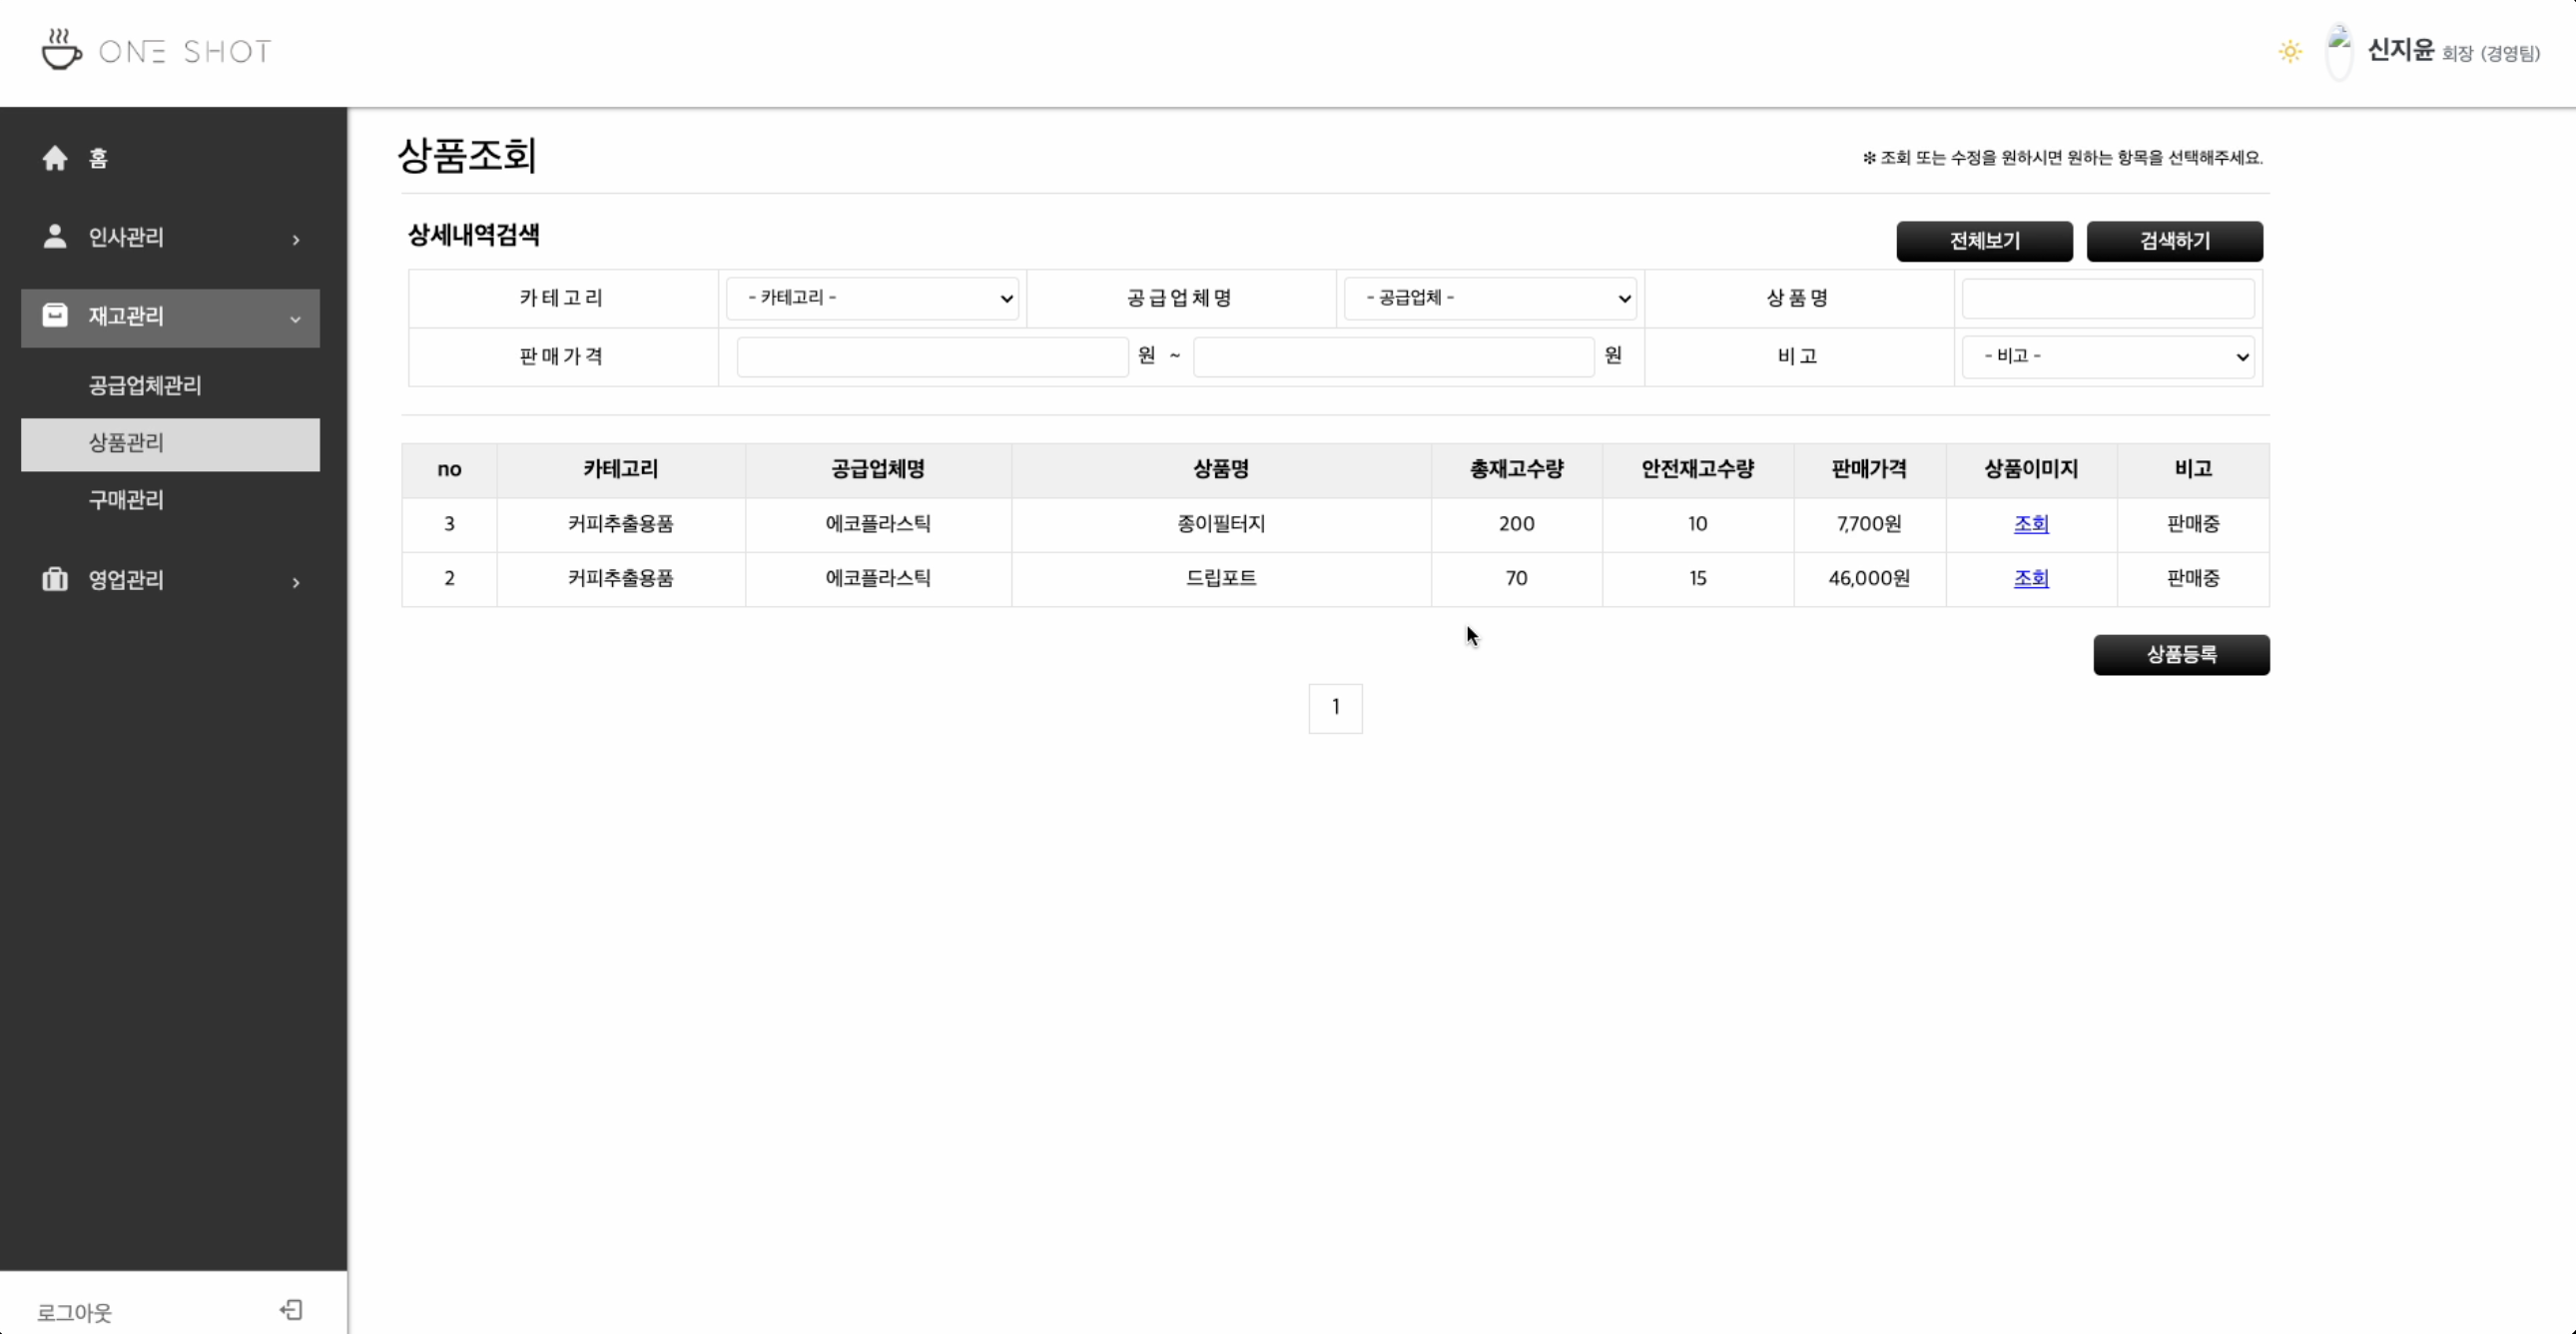 ONE SHOT
신지윤 회장 (경영팀)
홈
인사관리
재고관리
공급업체관리
상품관리
구매관리
영업관리
로그아웃
상품조회
✻ 조회 또는 수정을 원하시면 원하는 항목을 선택해주세요.
상세내역검색
전체보기 검색하기
카테고리 - 카테고리 - 공급업체명 - 공급업체 - 상품명
판매가격 원 ~ 원 비고 - 비고 -
no 카테고리 공급업체명 상품명 총재고수량 안전재고수량 판매가격 상품이미지 비고
3 커피추출용품 에코플라스틱 종이필터지 200 10 7,700원 조회 판매중
2 커피추출용품 에코플라스틱 드립포트 70 15 46,000원 조회 판매중
상품등록
1